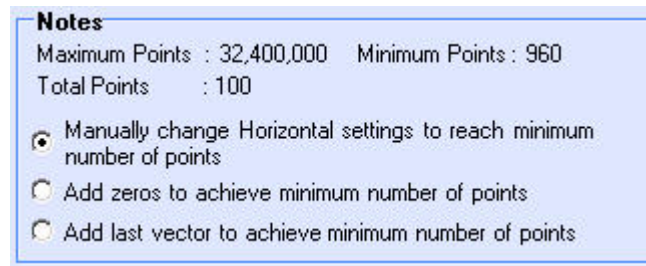 Notes
Maximum Points : 32,400,000 Minimum Points : 960
Total Points : 100
Manually change Horizontal settings to reach minimum
number of points
Add zeros to achieve minimum number of points
Add last vector to achieve minimum number of points